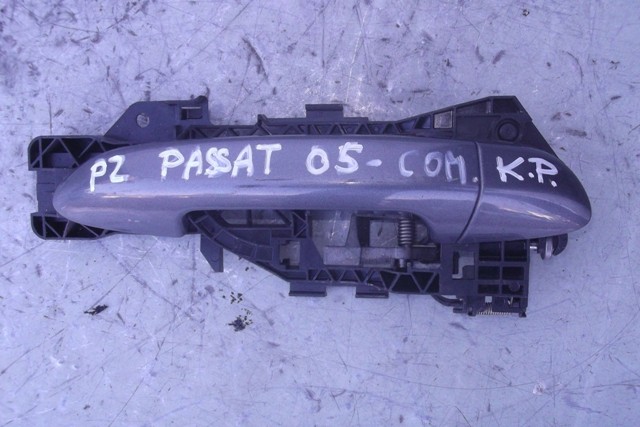 PZ PASSAT 05- COM. K.P.